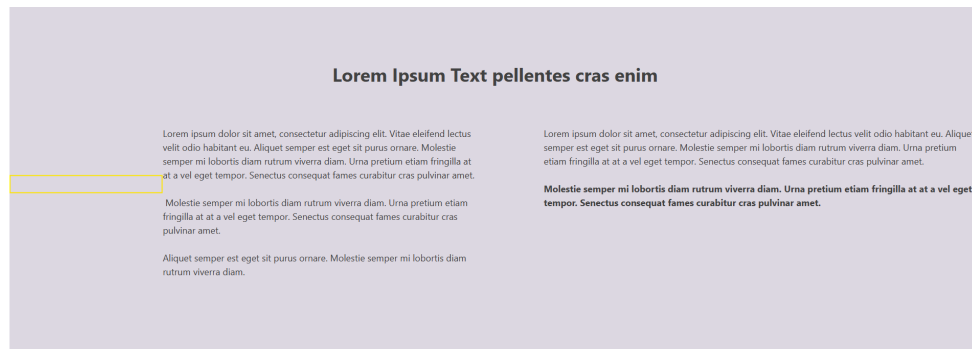 Lorem Ipsum Text pellentes cras enim
Lorem ipsum dolor sit amet, consectetur adipiscing elit. Vitae eleifend lectus
velit odio habitant eu. Aliquet semper est eget sit purus ornare. Molestie
semper mi lobortis diam rutrum viverra diam. Urna pretium etiam fringilla at
at a vel eget tempor. Senectus consequat fames curabitur cras pulvinar amet.
Molestie semper mi lobortis diam rutrum viverra diam. Urna pretium etiam
fringilla at at a vel eget tempor. Senectus consequat fames curabitur cras
pulvinar amet.
Aliquet semper est eget sit purus ornare. Molestie semper mi lobortis diam
rutrum viverra diam.
Lorem ipsum dolor sit amet, consectetur adipiscing elit. Vitae eleifend lectus velit odio habitant eu. Aliquet
semper est eget sit purus ornare. Molestie semper mi lobortis diam rutrum viverra diam. Urna pretium
etiam fringilla at at a vel eget tempor. Senectus consequat fames curabitur cras pulvinar amet.
Molestie semper mi lobortis diam rutrum viverra diam. Urna pretium etiam fringilla at at a vel eget
tempor. Senectus consequat fames curabitur cras pulvinar amet.